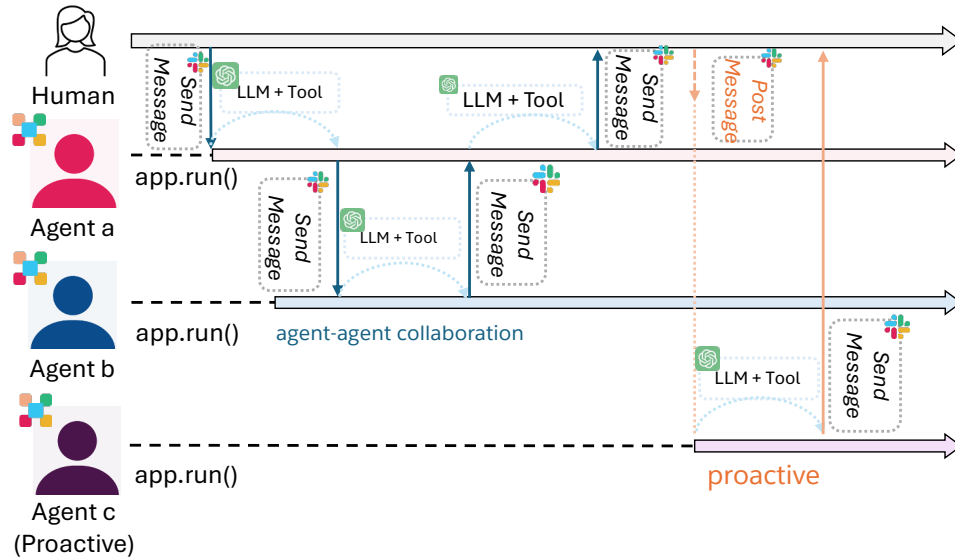 Human
Send
Message
LLM + Tool
LLM + Tool
Send
Message
Post
Messsage
Agent a
app.run()
Send
Message
LLM + Tool
Send
Message
Agent b
app.run()
agent-agent collaboration
LLM + Tool
Send
Message
Agent c
(Proactive)
app.run()
proactive